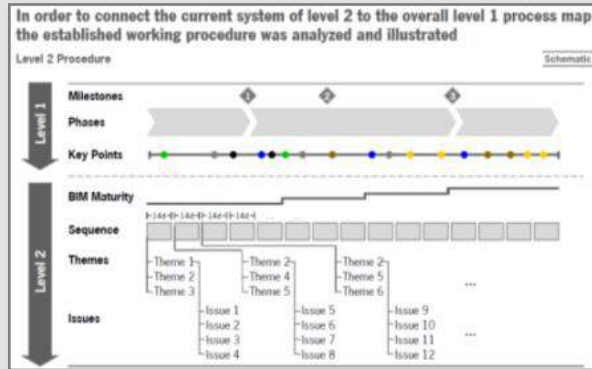 In order to connect the current system of level 2 to the overall level 1 process map
the established working procedure was analyzed and illustrated
Level 2 Procedure
Schematic
Level 1
Milestones
1
2
3
Phases
Key Points
Level 2
BIM Maturity
14d 14d 14d 14d ... ...
Sequence
Themes
Theme 1 Theme 2 Theme 2
Theme 2 Theme 4 Theme 5
Theme 3 Theme 5 Theme 6 ...
Issues
Issue 1 Issue 5 Issue 9
Issue 2 Issue 6 Issue 10
Issue 3 Issue 7 Issue 11 ...
Issue 4 Issue 8 Issue 12